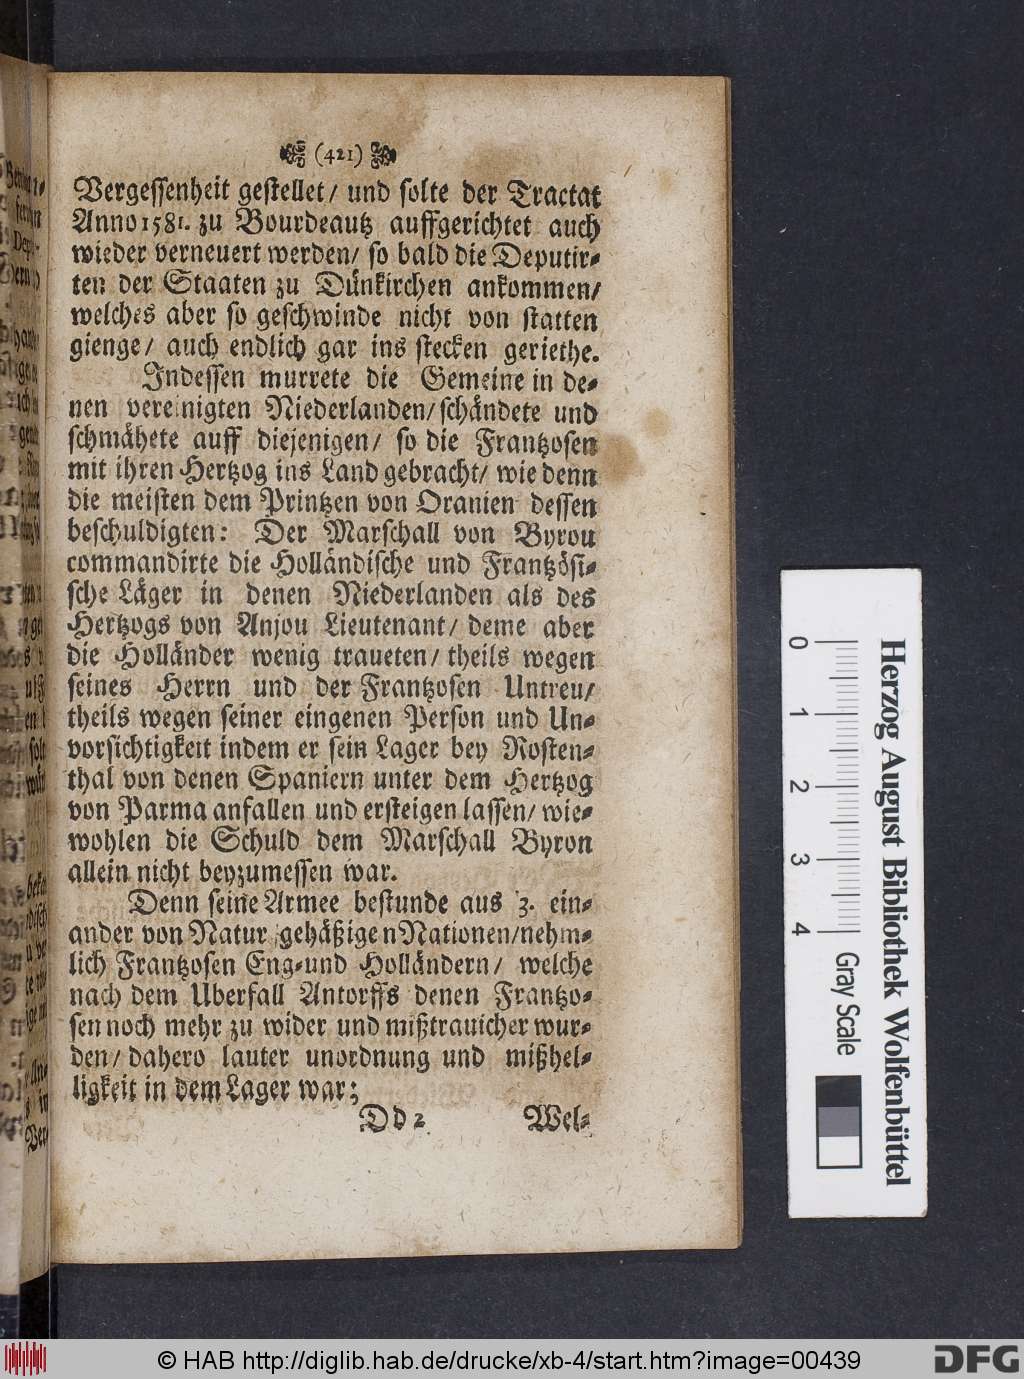 (421)
Vergessenheit gestellet/ und solte der Tractat
Anno 1581. zu Bourdeautz auffgerichtet auch
wieder verneuert werden/ so bald die Deputir-
ten der Staaten zu Dünkirchen ankommen/
welches aber so geschwinde nicht von statten
gienge/ auch endlich gar ins stecken geriethe.
Indessen murrete die Gemeine in de-
nen vereinigten Niederlanden/ schändete und
schmähete auff diejenigen/ so die Frantzosen
mit ihren Hertzog ins Land gebracht/ wie denn
die meisten dem Printzen von Oranien dessen
beschuldigten: Der Marschall von Byron
commandirte die Holländische und Frantzösi-
sche Läger in denen Niederlanden als des
Hertzogs von Anjou Lieutenant/ deme aber
die Holländer wenig traueten/ theils wegen
seines Herrn und der Frantzosen Untreu/
theils wegen seiner eingenen Person und Un-
vorsichtigkeit indem er sein Lager bey Rosten-
thal von denen Spaniern unter dem Hertzog
von Parma anfallen und ersteigen lassen/ wie-
wohlen die Schuld dem Marschall Byron
allein nicht beyzumessen war.
Denn seine Armee bestunde aus 3. ein-
ander von Natur gehäßigen Nationen/ nehm-
lich Frantzosen Eng-und Holländern/ welche
nach dem Uberfall Antorffs denen Frantzo-
sen noch mehr zu wider und mißtrauicher wur-
den/ dahero lauter unordnung und mißhel-
ligkeit in dem Lager war;
Dd 2 Wel-
0 1 2 3 4
Herzog August Bibliothek Wolfenbüttel
Gray Scale
© HAB http://diglib.hab.de/drucke/xb-4/start.htm?image=00439
DFG